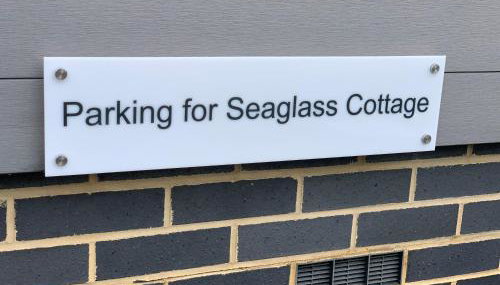 Parking for Seaglass Cottage